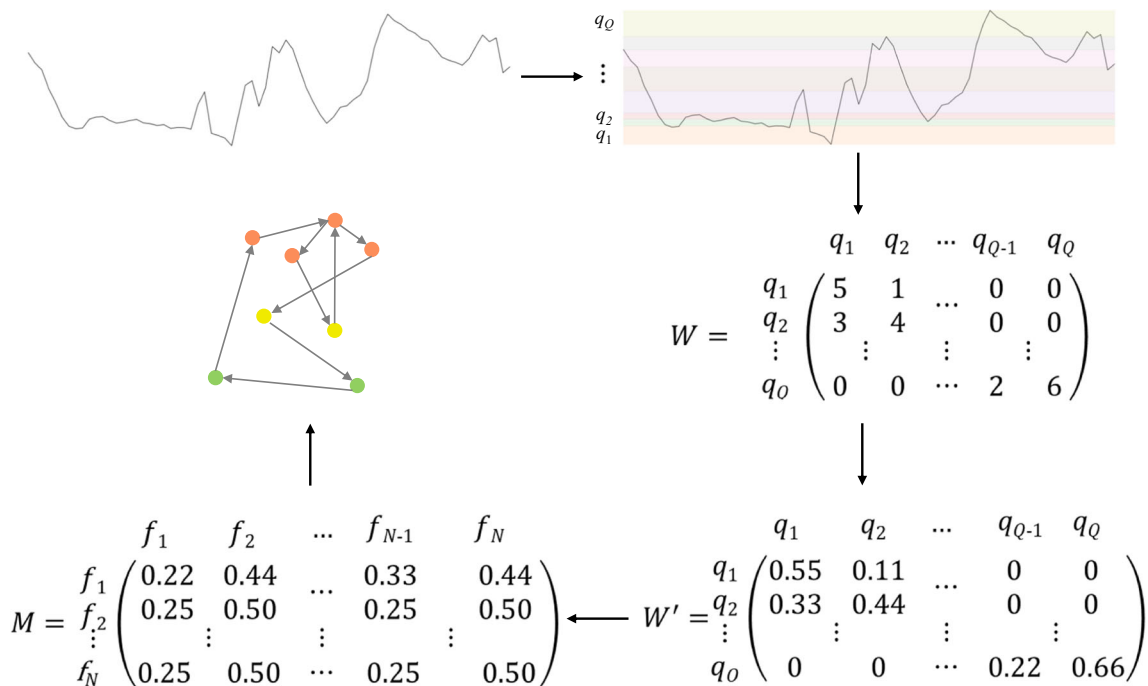 q_Q
⋮
q_2
q_1
q_1 q_2 ⋯ q_{Q-1} q_Q
q_1 5 1 ⋯ 0 0
W = q_2 3 4 0 0
⋮ ⋮ ⋮ ⋮
q_O 0 0 ⋯ 2 6
f_1 f_2 ⋯ f_{N-1} f_N
f_1 0.22 0.44 ⋯ 0.33 0.44
M = f_2 0.25 0.50 0.25 0.50
⋮ ⋮ ⋮ ⋮
f_N 0.25 0.50 ⋯ 0.25 0.50
q_1 q_2 ⋯ q_{Q-1} q_Q
q_1 0.55 0.11 ⋯ 0 0
W' = q_2 0.33 0.44 0 0
⋮ ⋮ ⋮ ⋮
q_O 0 0 ⋯ 0.22 0.66